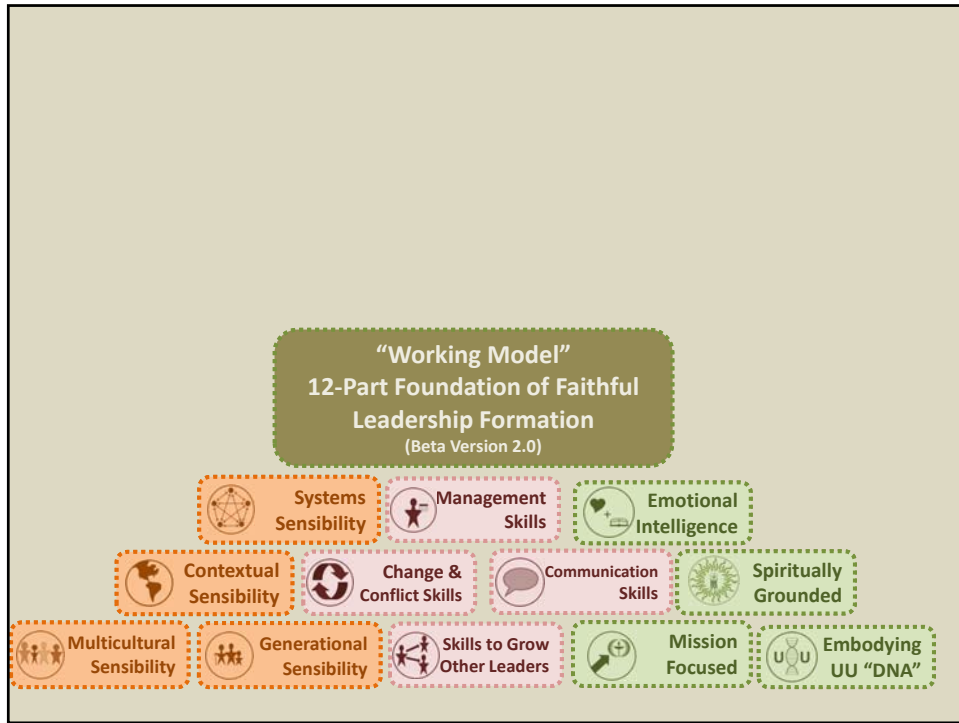 “Working Model”
12-Part Foundation of Faithful
Leadership Formation
(Beta Version 2.0)
Systems
Sensibility
Management
Skills
Emotional
Intelligence
Contextual
Sensibility
Change &
Conflict Skills
Communication
Skills
Spiritually
Grounded
Multicultural
Sensibility
Generational
Sensibility
Skills to Grow
Other Leaders
Mission
Focused
U U
Embodying
UU “DNA”